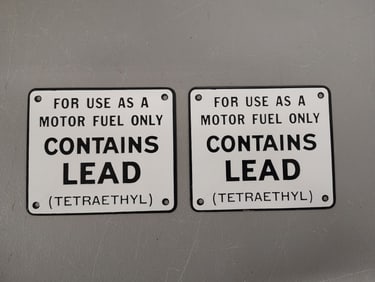 FOR USE AS A
MOTOR FUEL ONLY
CONTAINS
LEAD
(TETRAETHYL)
FOR USE AS A
MOTOR FUEL ONLY
CONTAINS
LEAD
(TETRAETHYL)